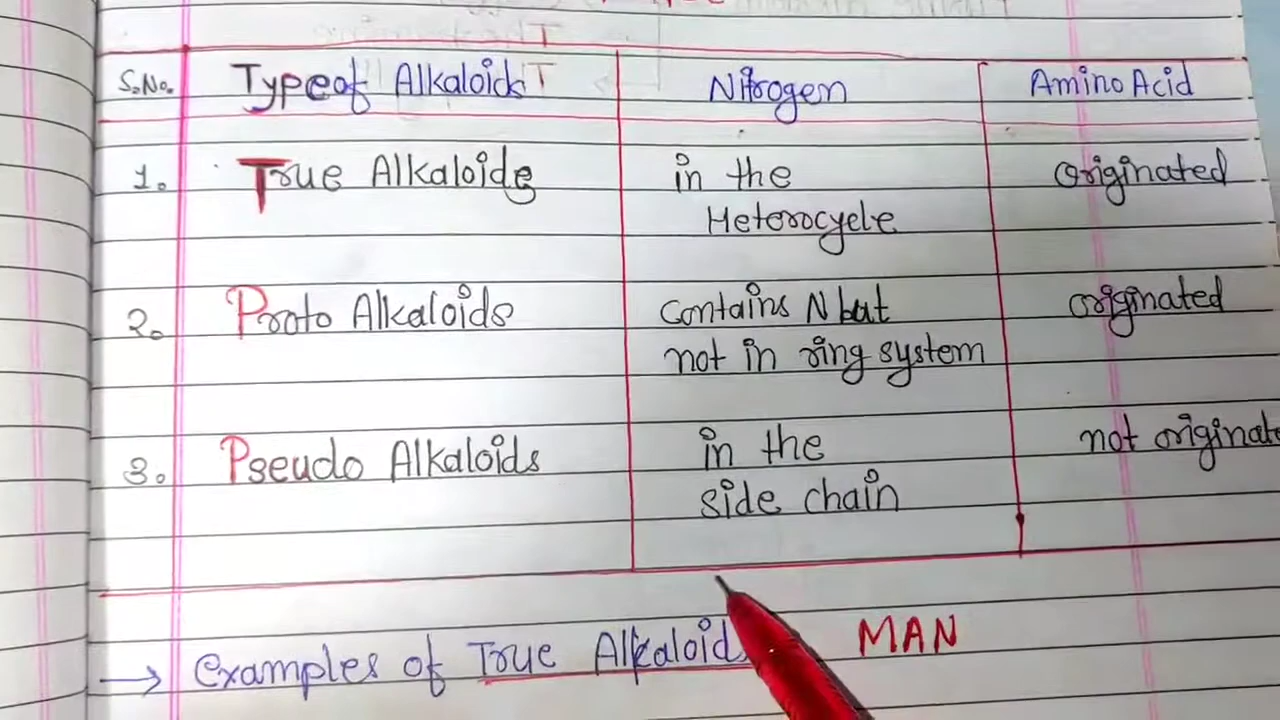 S.No. Type of Alkaloids Nitrogen Amino Acid
1. True Alkaloids in the originated
Heterocycle
2. Proto Alkaloids contains N but originated
not in ring system
3. Pseudo Alkaloids in the not originate
side chain
→ Examples of True Alkaloid MAN